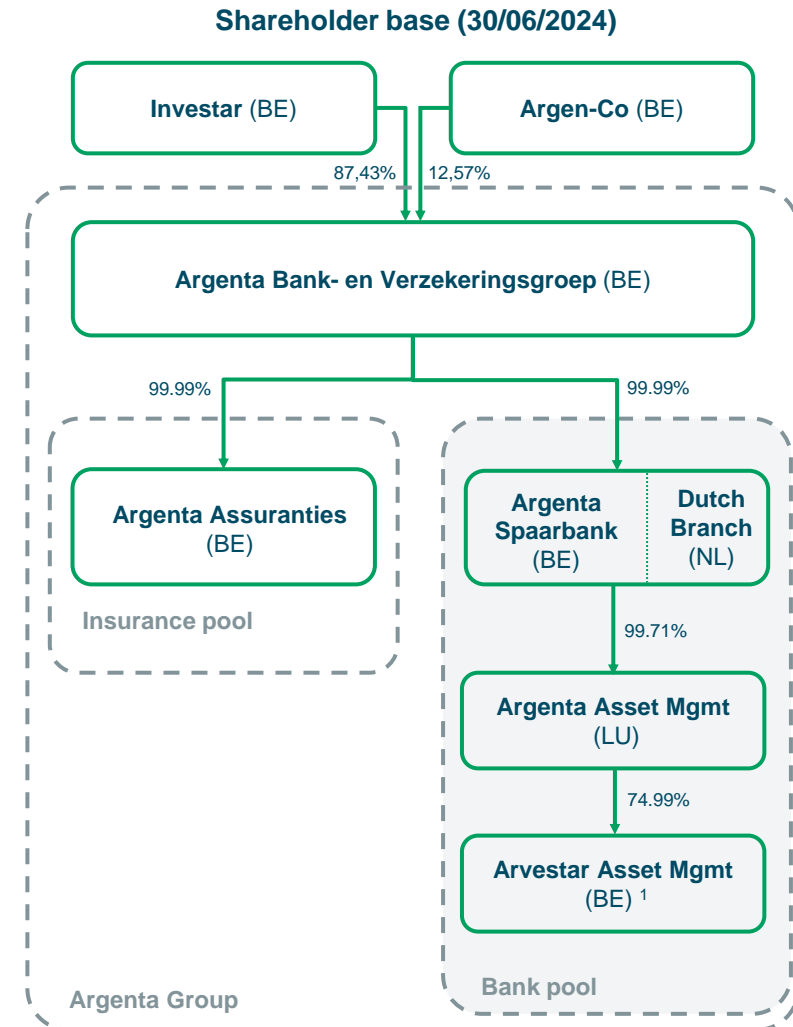 Shareholder base (30/06/2024)
Investar (BE)
Argen-Co (BE)
87,43%
12,57%
Argenta Bank- en Verzekeringsgroep (BE)
99.99%
99.99%
Argenta Assuranties
(BE)
Insurance pool
Argenta
Spaarbank
(BE)
Dutch
Branch
(NL)
99.71%
Argenta Asset Mgmt
(LU)
74.99%
Arvestar Asset Mgmt
(BE) ¹
Bank pool
Argenta Group